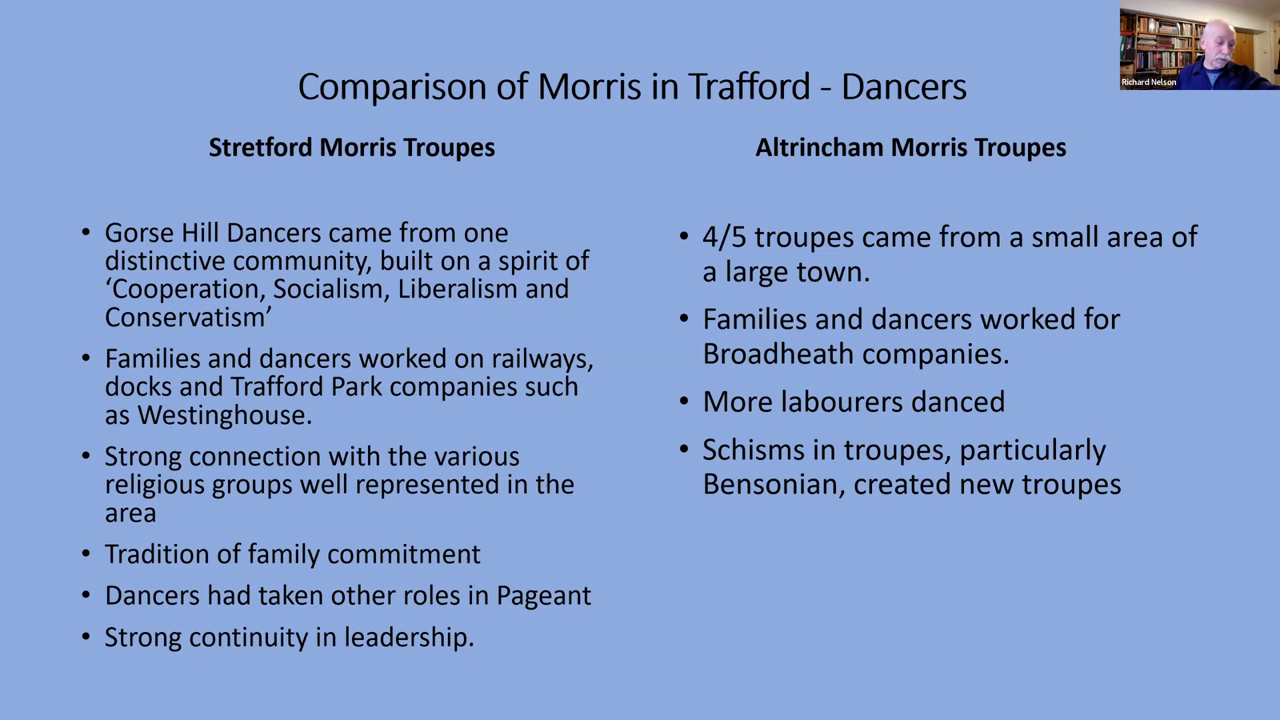 Richard Nelson
Comparison of Morris in Trafford - Dancers
Stretford Morris Troupes
• Gorse Hill Dancers came from one
distinctive community, built on a spirit of
‘Cooperation, Socialism, Liberalism and
Conservatism’
• Families and dancers worked on railways,
docks and Trafford Park companies such
as Westinghouse.
• Strong connection with the various
religious groups well represented in the
area
• Tradition of family commitment
• Dancers had taken other roles in Pageant
• Strong continuity in leadership.
Altrincham Morris Troupes
• 4/5 troupes came from a small area of
a large town.
• Families and dancers worked for
Broadheath companies.
• More labourers danced
• Schisms in troupes, particularly
Bensonian, created new troupes